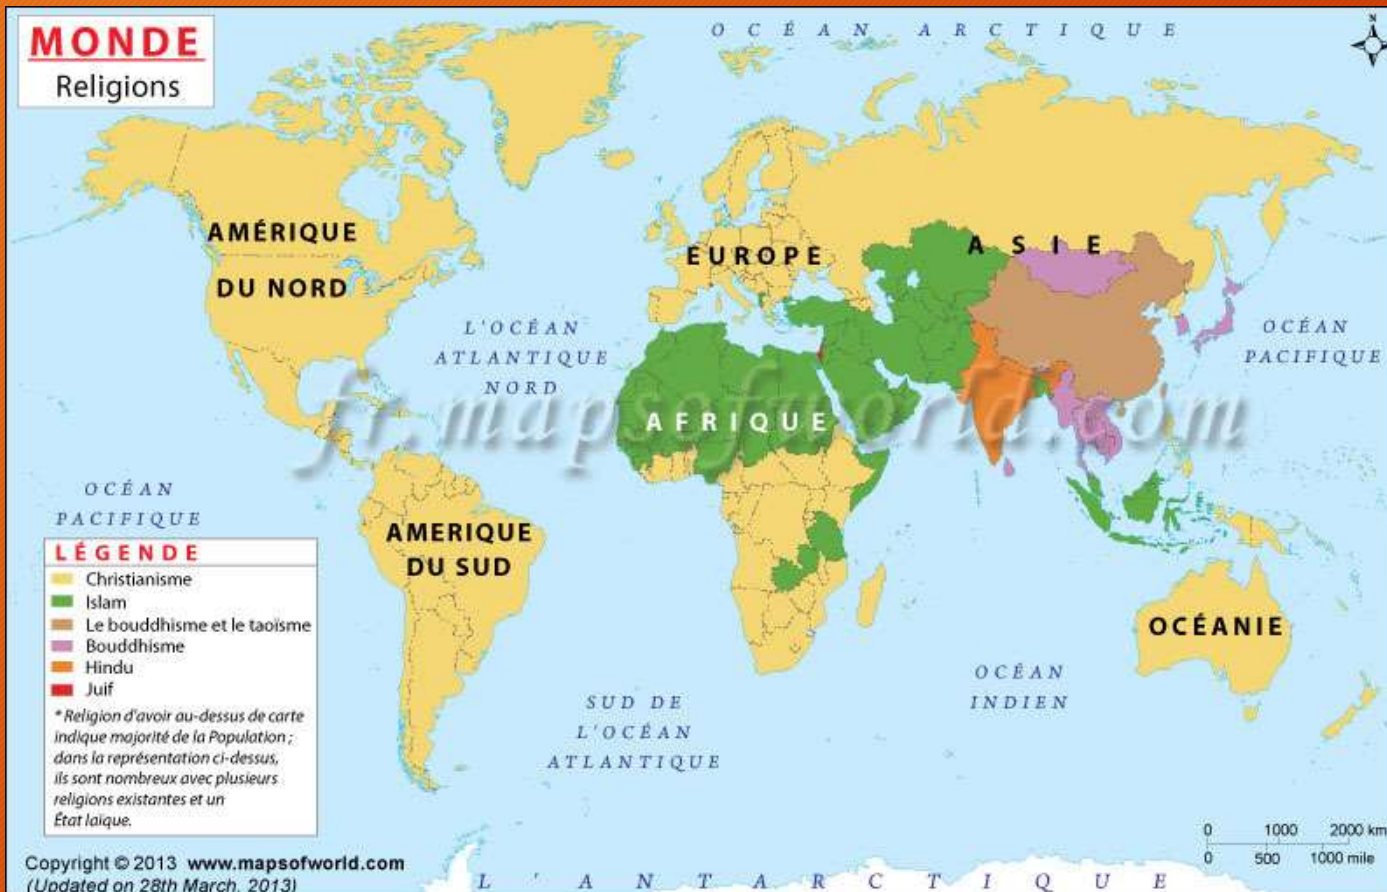 MONDE
Religions
OCÉAN ARCTIQUE
N
AMÉRIQUE
DU NORD
EUROPE
ASIE
L'OCÉAN
ATLANTIQUE
NORD
OCÉAN
PACIFIQUE
AFRIQUE
fr.mapsofworld.com
OCÉAN
PACIFIQUE
AMERIQUE
DU SUD
OCÉANIE
OCÉAN
INDIEN
SUD DE
L'OCÉAN
ATLANTIQUE
LÉGENDE
Christianisme
Islam
Le bouddhisme et le taoïsme
Bouddhisme
Hindu
Juif
* Religion d'avoir au-dessus de carte
indique majorité de la Population ;
dans la représentation ci-dessus,
ils sont nombreux avec plusieurs
religions existantes et un
État laïque.
0 1000 2000 km
0 500 1000 mile
Copyright © 2013 www.mapsofworld.com
(Updated on 28th March, 2013)
L'ANTARCTIQUE